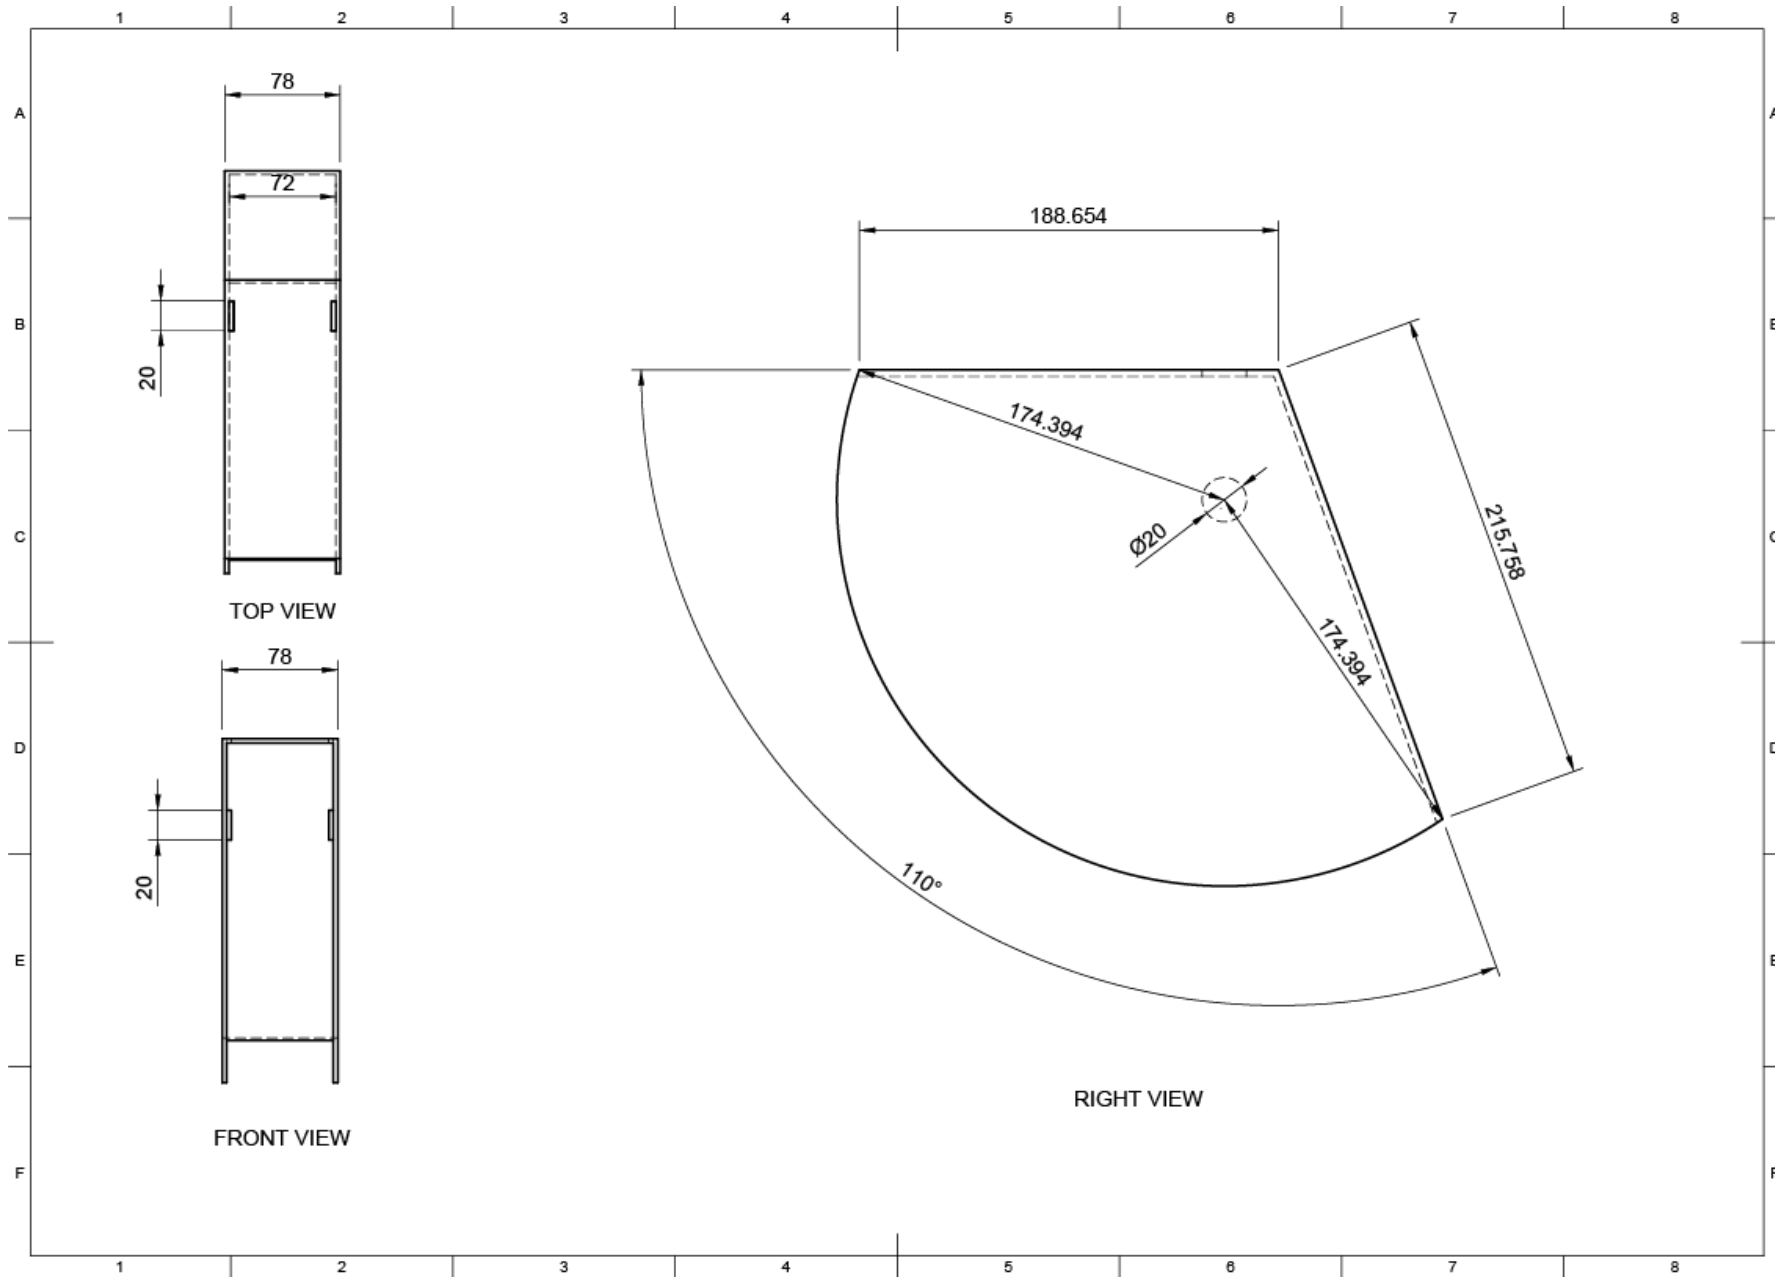 1 2 3 4 5 6 7 8
A A
78
72
188.654
B B
20
174.394
Ø20
215.758
C C
TOP VIEW
174.394
78
D D
20
110°
E E
RIGHT VIEW
FRONT VIEW
F F
1 2 3 4 5 6 7 8